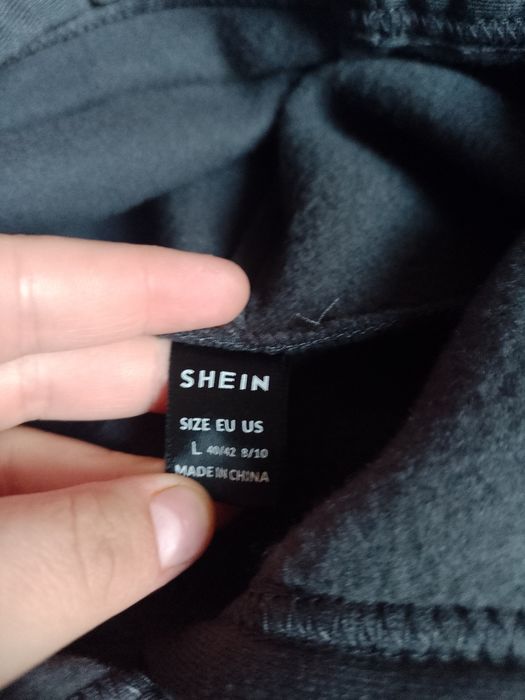 SHEIN
SIZE EU US
L 40/42 8/10
MADE IN CHINA